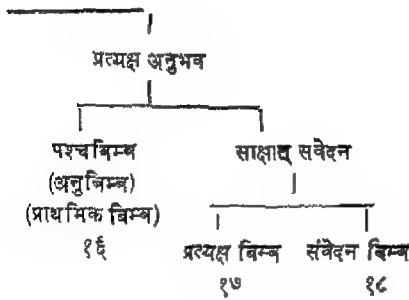 प्रत्यक्ष अनुभव
पश्चबिम्ब साक्षात् संवेदन
(अनुबिम्ब)
(प्राथमिक बिम्ब)
१६ प्रत्यक्ष बिम्ब संवेदन बिम्ब
१७ १८